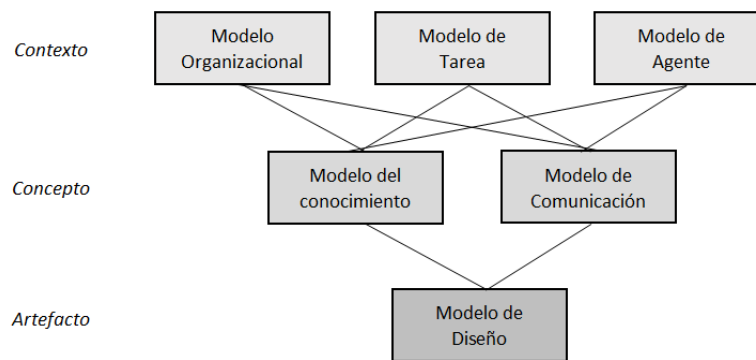 Contexto
Modelo
Organizacional
Modelo de
Tarea
Modelo de
Agente
Concepto
Modelo del
conocimiento
Modelo de
Comunicación
Artefacto
Modelo de
Diseño